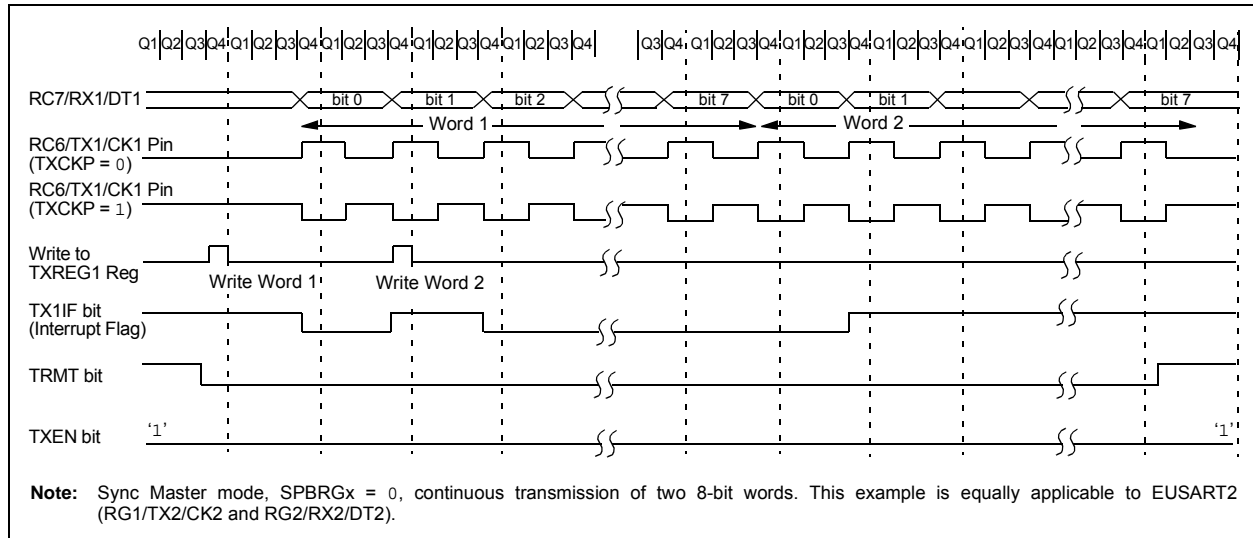 Q1 Q2 Q3 Q4 Q1 Q2 Q3 Q4 Q1 Q2 Q3 Q4 Q1 Q2 Q3 Q4 Q1 Q2 Q3 Q4 Q3 Q4 Q1 Q2 Q3 Q4 Q1 Q2 Q3 Q4 Q1 Q2 Q3 Q4 Q1 Q2 Q3 Q4 Q1 Q2 Q3 Q4 Q1 Q2 Q3 Q4
RC7/RX1/DT1 bit 0 bit 1 bit 2 bit 7 bit 0 bit 1 bit 7
Word 1 Word 2
RC6/TX1/CK1 Pin
(TXCKP = 0)
RC6/TX1/CK1 Pin
(TXCKP = 1)
Write to
TXREG1 Reg
Write Word 1 Write Word 2
TX1IF bit
(Interrupt Flag)
TRMT bit
TXEN bit '1' '1'
Note: Sync Master mode, SPBRGx = 0, continuous transmission of two 8-bit words. This example is equally applicable to EUSART2
(RG1/TX2/CK2 and RG2/RX2/DT2).